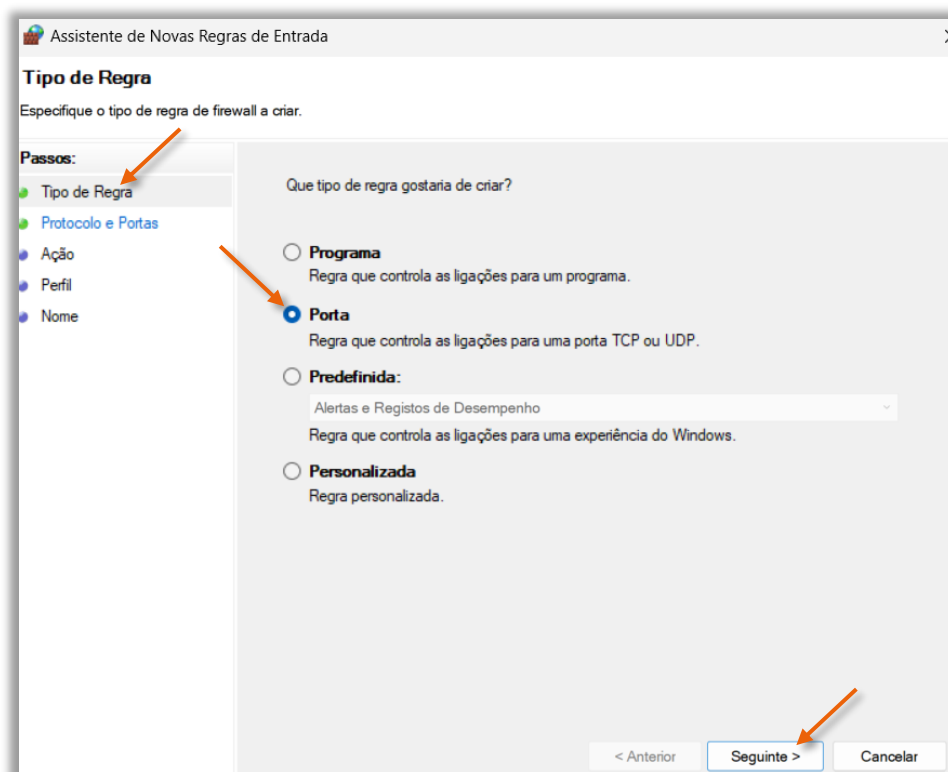 Assistente de Novas Regras de Entrada
Tipo de Regra
Especifique o tipo de regra de firewall a criar.
Passos:
Tipo de Regra
Protocolo e Portas
Ação
Perfil
Nome
Que tipo de regra gostaria de criar?
Programa
Regra que controla as ligações para um programa.
Porta
Regra que controla as ligações para uma porta TCP ou UDP.
Predefinida:
Alertas e Registos de Desempenho
Regra que controla as ligações para uma experiência do Windows.
Personalizada
Regra personalizada.
< Anterior
Seguinte >
Cancelar